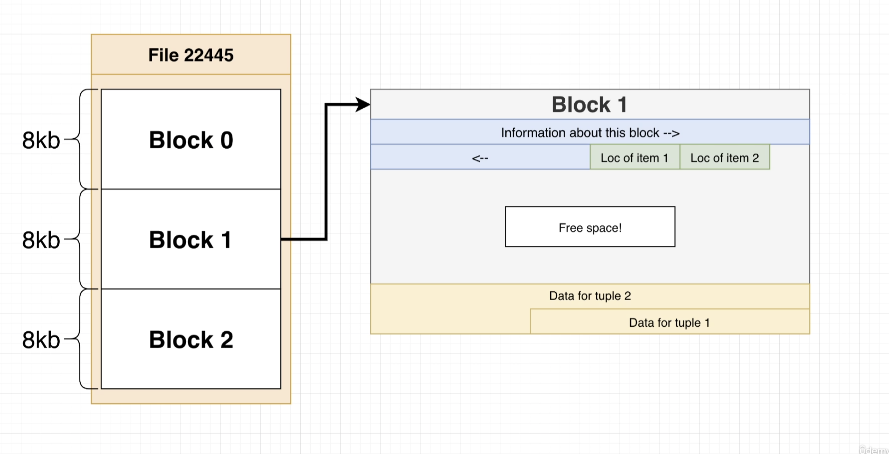 File 22445
8kb
Block 0
8kb
Block 1
8kb
Block 2
Block 1
Information about this block -->
<--
Loc of item 1
Loc of item 2
Free space!
Data for tuple 2
Data for tuple 1
Udemy